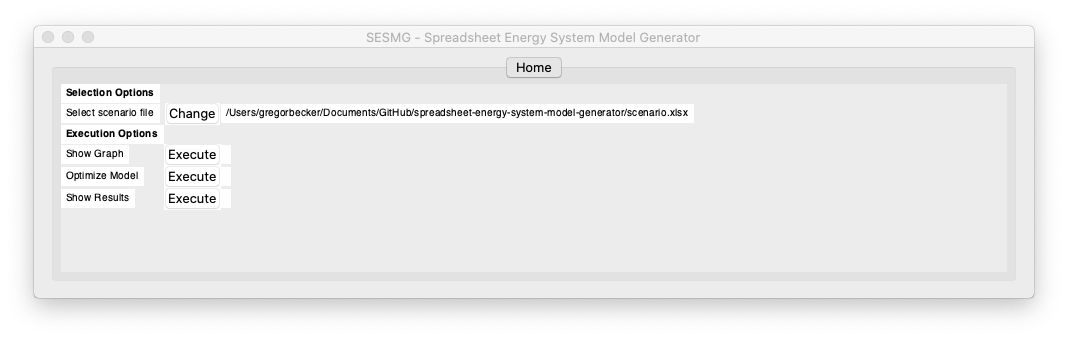 SESMG - Spreadsheet Energy System Model Generator
Home
Selection Options
Select scenario file Change /Users/gregorbecker/Documents/GitHub/spreadsheet-energy-system-model-generator/scenario.xlsx
Execution Options
Show Graph Execute
Optimize Model Execute
Show Results Execute